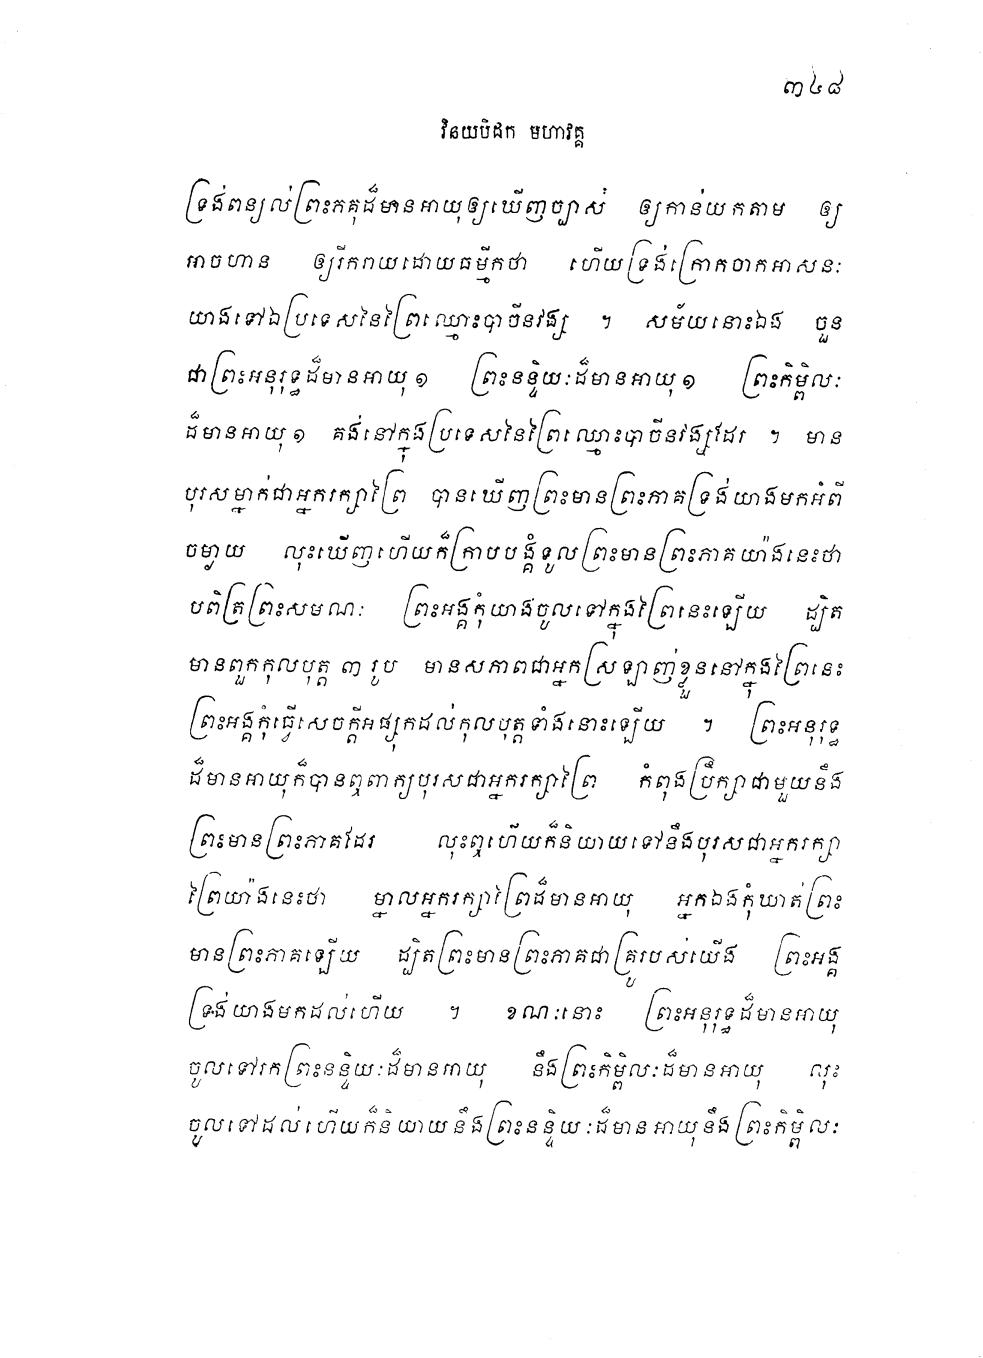 ៣៤៨
វិនយបិដក មហាវគ្គ
ទ្រង់ពន្យល់ព្រះភគុដ៏មានអាយុឲ្យឃើញច្បាស់ ឲ្យកាន់យកតាម ឲ្យ
អាចហាន ឲ្យរីករាយដោយធម្មីកថា ហើយទ្រង់ក្រោកចាកអាសនៈ
យាងទៅឯប្រទេសនៃព្រៃឈ្មោះបាចីនវង្ស ។ សម័យនោះឯង ចួន
ជាព្រះអនុរុទ្ធដ៏មានអាយុ ១ ព្រះនន្ទិយៈដ៏មានអាយុ ១ ព្រះកិម្ពិលៈ
ដ៏មានអាយុ ១ គង់នៅក្នុងប្រទេសនៃព្រៃឈ្មោះបាចីនវង្សដែរ ។ មាន
បុរសម្នាក់ជាអ្នករក្សាព្រៃ បានឃើញព្រះមានព្រះភាគទ្រង់យាងមកអំពី
ចម្ងាយ លុះឃើញហើយក៏ក្រាបបង្គំទូលព្រះមានព្រះភាគយ៉ាងនេះថា
បពិត្រព្រះសមណៈ ព្រះអង្គកុំយាងចូលទៅក្នុងព្រៃនេះឡើយ ដ្បិត
មានពួកកុលបុត្ត ៣ រូប មានសភាពជាអ្នកស្រឡាញ់ខ្លួននៅក្នុងព្រៃនេះ
ព្រះអង្គកុំធ្វើសេចក្តីអផ្សុកដល់កុលបុត្តទាំងនោះឡើយ ។ ព្រះអនុរុទ្ធ
ដ៏មានអាយុក៏បានឮពាក្យបុរសជាអ្នករក្សាព្រៃ កំពុងប្រឹក្សាជាមួយនឹង
ព្រះមានព្រះភាគដែរ លុះឮហើយក៏និយាយទៅនឹងបុរសជាអ្នករក្សា
ព្រៃយ៉ាងនេះថា ម្នាលអ្នករក្សាព្រៃដ៏មានអាយុ អ្នកឯងកុំឃាត់ព្រះ
មានព្រះភាគឡើយ ដ្បិតព្រះមានព្រះភាគជាគ្រូរបស់យើង ព្រះអង្គ
ទ្រង់យាងមកដល់ហើយ ។ ខណៈនោះ ព្រះអនុរុទ្ធដ៏មានអាយុ
ចូលទៅរកព្រះនន្ទិយៈដ៏មានអាយុ នឹងព្រះកិម្ពិលៈដ៏មានអាយុ លុះ
ចូលទៅដល់ហើយក៏និយាយនឹងព្រះនន្ទិយៈដ៏មានអាយុនឹងព្រះកិម្ពិលៈ